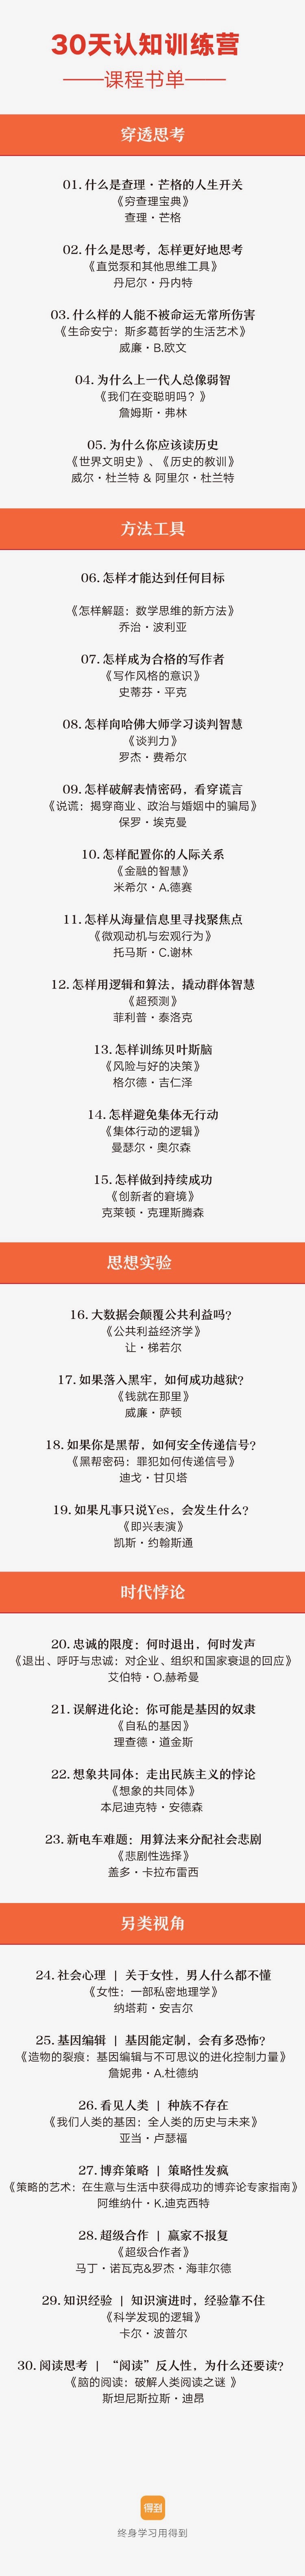 30天认知训练营
——课程书单——
穿透思考
01. 什么是查理·芒格的人生开关
《穷查理宝典》
查理·芒格
02. 什么是思考，怎样更好地思考
《直觉泵和其他思维工具》
丹尼尔·丹内特
03. 什么样的人能不被命运无常所伤害
《生命安宁：斯多葛哲学的生活艺术》
威廉·B.欧文
04. 为什么上一代人总像弱智
《我们在变聪明吗？》
詹姆斯·弗林
05. 为什么你应该读历史
《世界文明史》、《历史的教训》
威尔·杜兰特 & 阿里尔·杜兰特
方法工具
06. 怎样才能达到任何目标
《怎样解题：数学思维的新方法》
乔治·波利亚
07. 怎样成为合格的写作者
《写作风格的意识》
史蒂芬·平克
08. 怎样向哈佛大师学习谈判智慧
《谈判力》
罗杰·费希尔
09. 怎样破解表情密码，看穿谎言
《说谎：揭穿商业、政治与婚姻中的骗局》
保罗·埃克曼
10. 怎样配置你的人际关系
《金融的智慧》
米希尔·A.德赛
11. 怎样从海量信息里寻找聚焦点
《微观动机与宏观行为》
托马斯·C.谢林
12. 怎样用逻辑和算法，撬动群体智慧
《超预测》
菲利普·泰洛克
13. 怎样训练贝叶斯脑
《风险与好的决策》
格尔德·吉仁泽
14. 怎样避免集体无行动
《集体行动的逻辑》
曼瑟尔·奥尔森
15. 怎样做到持续成功
《创新者的窘境》
克莱顿·克里斯腾森
思想实验
16. 大数据会颠覆公共利益吗?
《公共利益经济学》
让·梯若尔
17. 如果落入黑牢，如何成功越狱?
《钱就在那里》
威廉·萨顿
18. 如果你是黑帮，如何安全传递信号?
《黑帮密码：罪犯如何传递信号》
迪戈·甘贝塔
19. 如果凡事只说Yes，会发生什么?
《即兴表演》
凯斯·约翰斯通
时代悖论
20. 忠诚的限度：何时退出，何时发声
《退出、呼吁与忠诚：对企业、组织和国家衰退的回应》
艾伯特·O.赫希曼
21. 误解进化论：你可能是基因的奴隶
《自私的基因》
理查德·道金斯
22. 想象共同体：走出民族主义的悖论
《想象的共同体》
本尼迪克特·安德森
23. 新电车难题：用算法来分配社会悲剧
《悲剧性选择》
盖多·卡拉布雷西
另类视角
24. 社会心理 | 关于女性，男人什么都不懂
《女性：一部私密地理学》
纳塔莉·安吉尔
25. 基因编辑 | 基因能定制，会有多恐怖?
《造物的裂痕：基因编辑与不可思议的进化控制力量》
詹妮弗·A.杜德纳
26. 看见人类 | 种族不存在
《我们人类的基因：全人类的历史与未来》
亚当·卢瑟福
27. 博弈策略 | 策略性发疯
《策略的艺术：在生意与生活中获得成功的博弈论专家指南》
阿维纳什·K.迪克西特
28. 超级合作 | 赢家不报复
《超级合作者》
马丁·诺瓦克&罗杰·海菲尔德
29. 知识经验 | 知识演进时，经验靠不住
《科学发现的逻辑》
卡尔·波普尔
30. 阅读思考 | “阅读”反人性，为什么还要读?
《脑的阅读：破解人类阅读之谜 》
斯坦尼斯拉斯·迪昂
得到
终身学习用得到